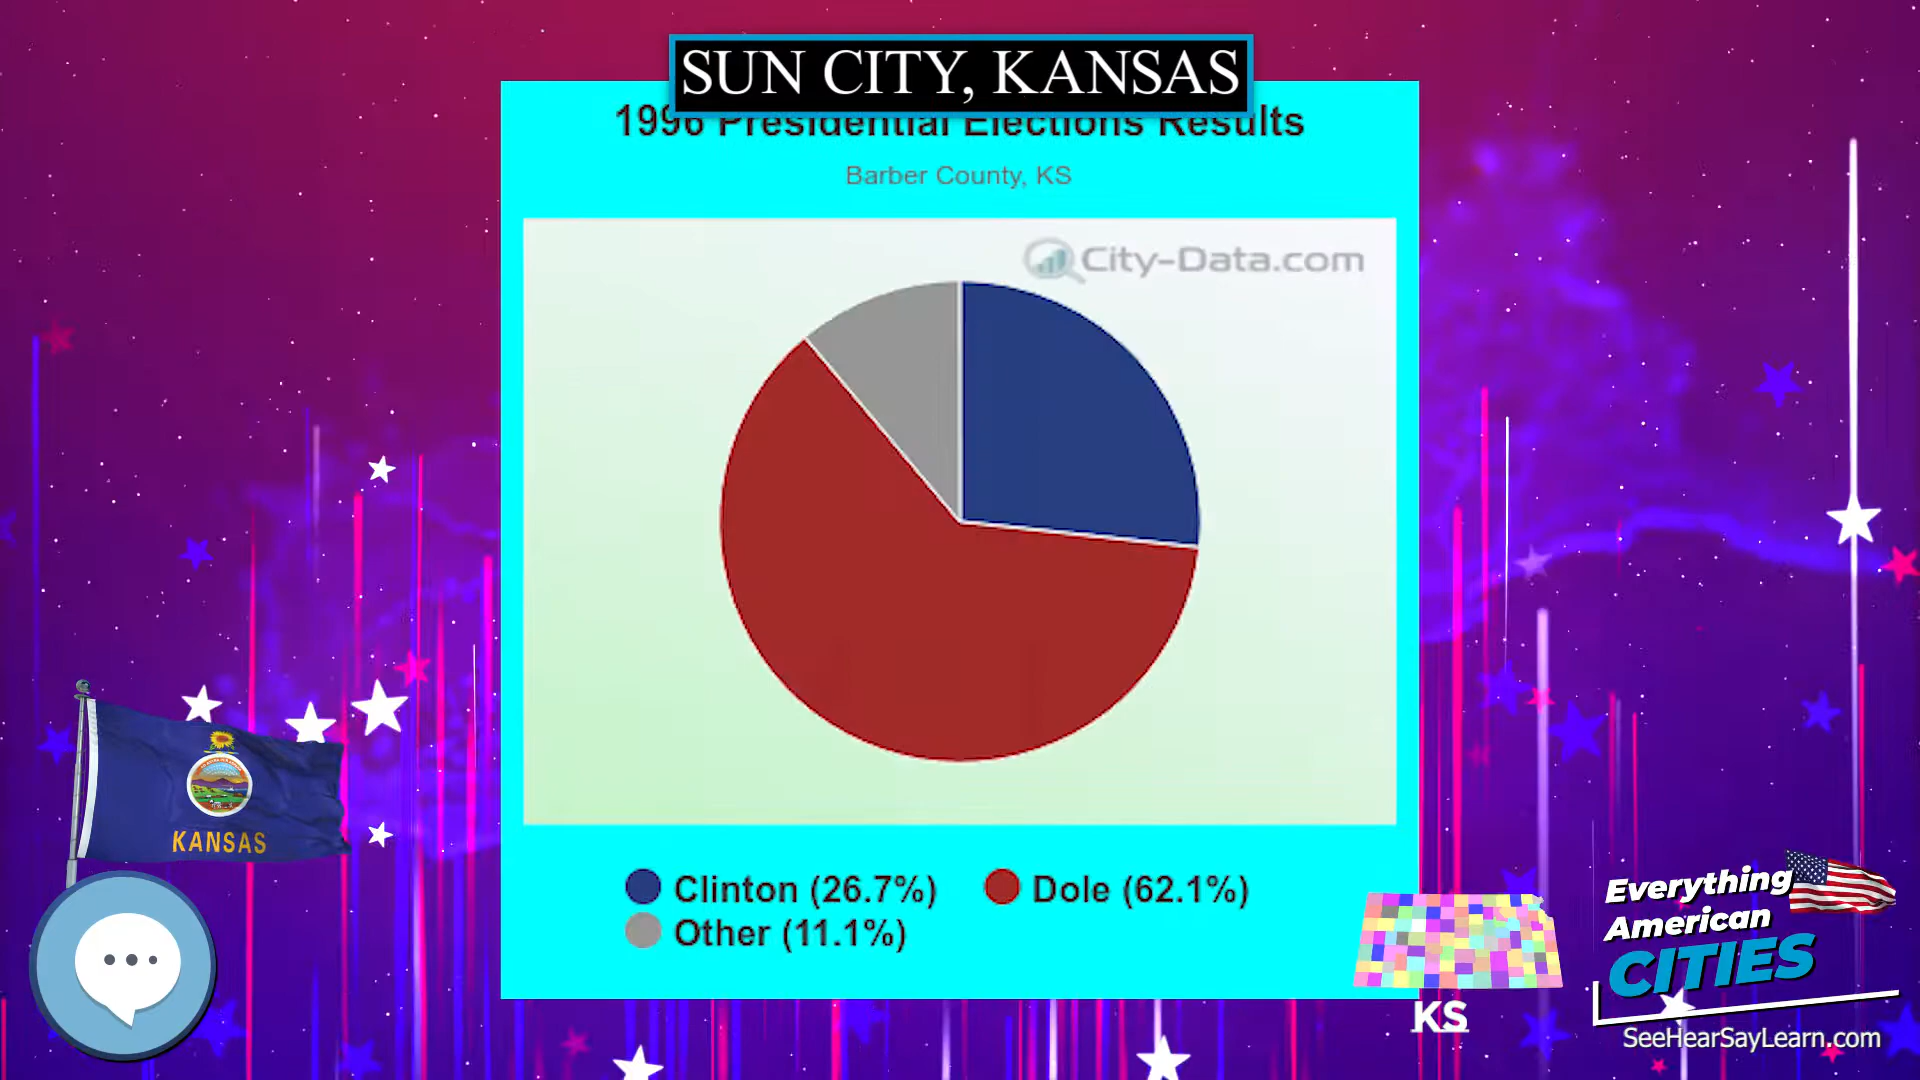 SUN CITY, KANSAS
1996 Presidential Elections Results
Barber County, KS
City-Data.com
Clinton (26.7%) Dole (62.1%)
Other (11.1%)
KANSAS
KS
Everything
American
CITIES
SeeHearSayLearn.com